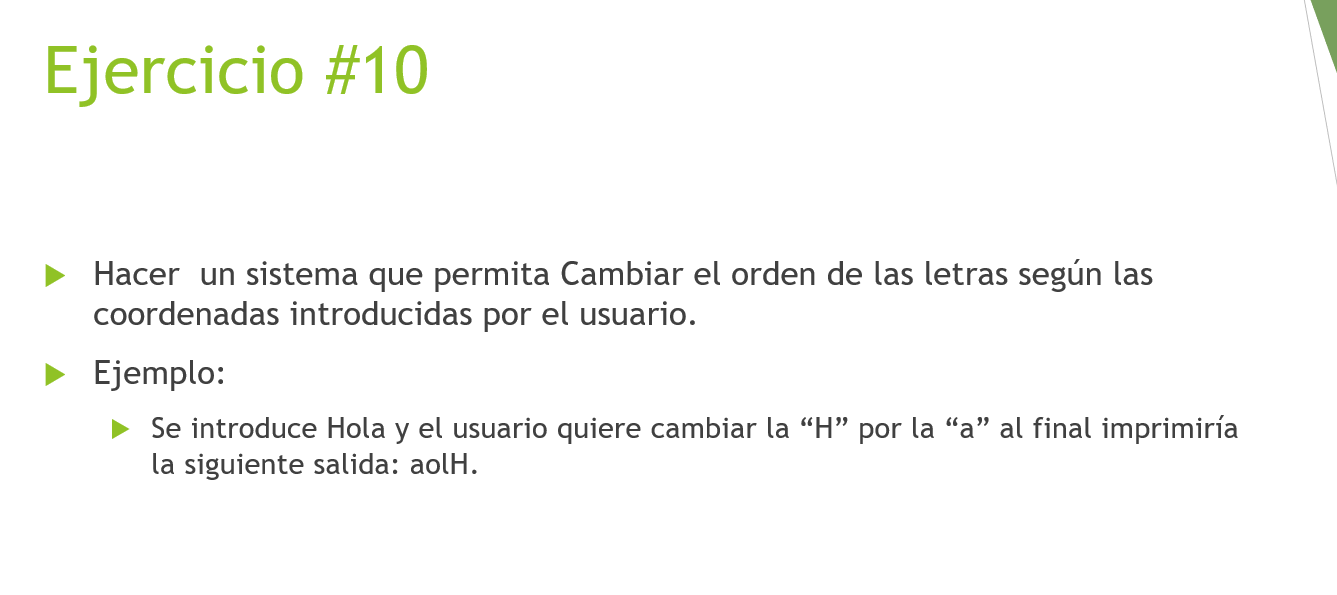 Ejercicio #10
Hacer  un sistema que permita Cambiar el orden de las letras según las
coordenadas introducidas por el usuario.
Ejemplo:
Se introduce Hola y el usuario quiere cambiar la “H” por la “a” al final imprimiría
la siguiente salida: aolH.